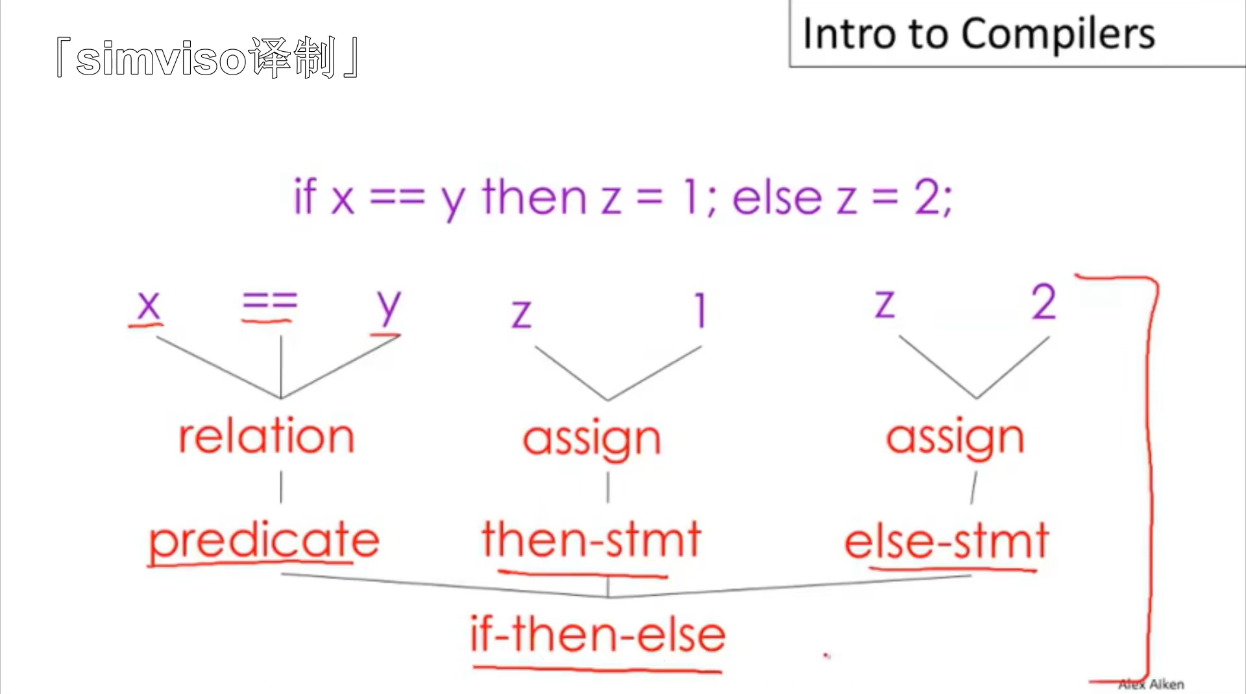 「simviso译制」
Intro to Compilers
if x == y then z = 1; else z = 2;
x == y z 1 z 2
relation assign assign
predicate then-stmt else-stmt
if-then-else
Alex Aiken